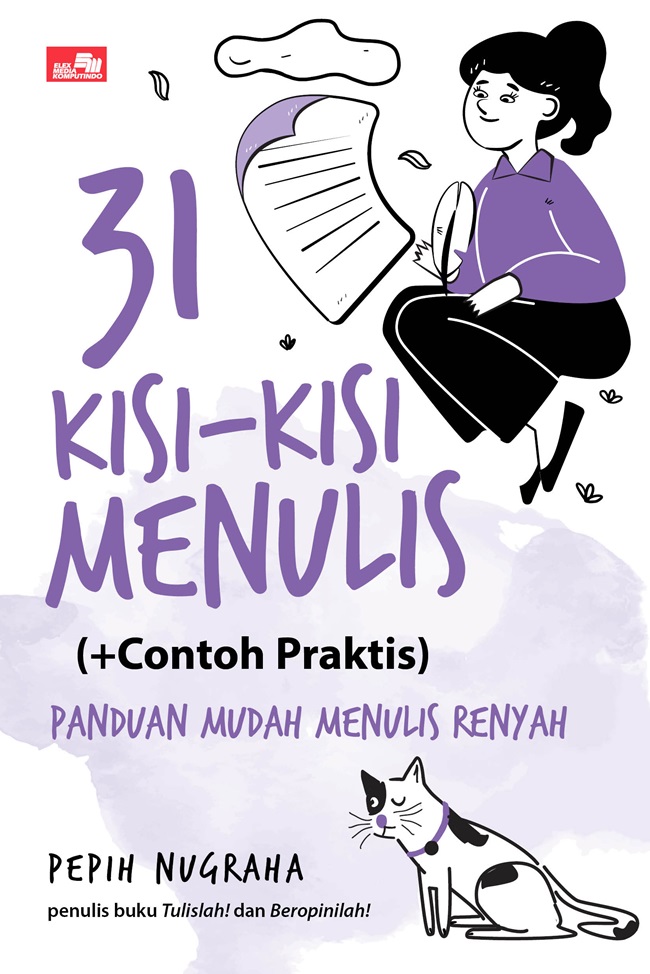 ELEX
MEDIA
KOMPUTINDO
31
KISI-KISI
MENULIS
(+Contoh Praktis)
PANDUAN MUDAH MENULIS RENYAH
PEPIH NUGRAHA
penulis buku Tulislah! dan Beropinilah!